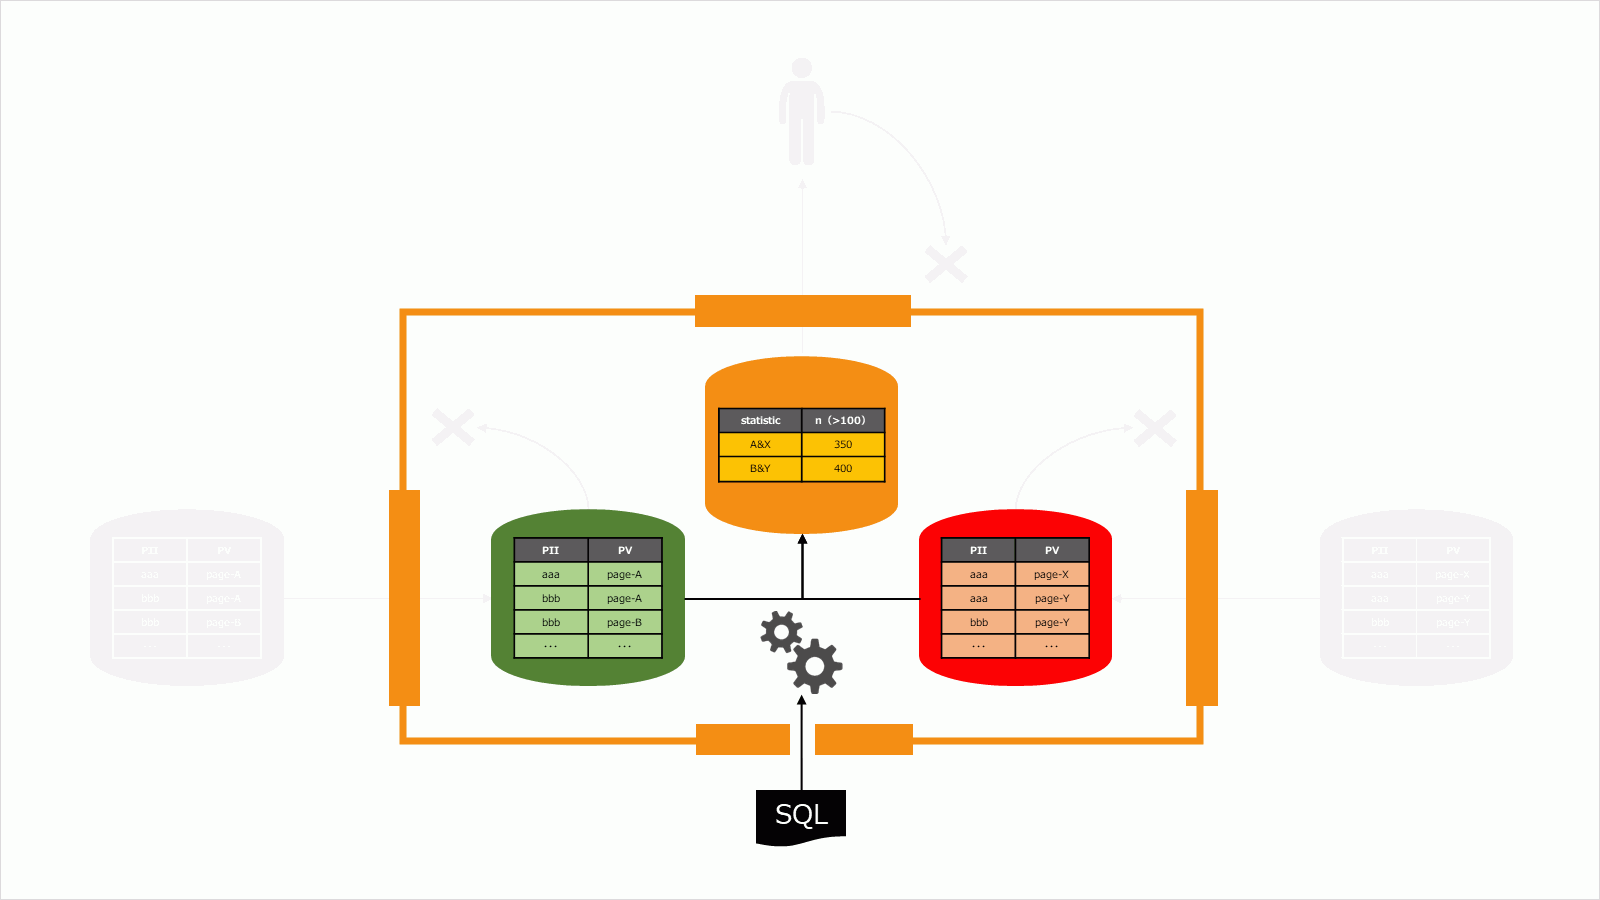 statistic n（>100）
A&X 350
B&Y 400
PII PV
aaa page-A
bbb page-A
bbb page-B
... ...
PII PV
aaa page-A
bbb page-A
bbb page-B
... ...
PII PV
aaa page-X
aaa page-Y
bbb page-Y
... ...
PII PV
aaa page-X
aaa page-Y
bbb page-Y
... ...
SQL